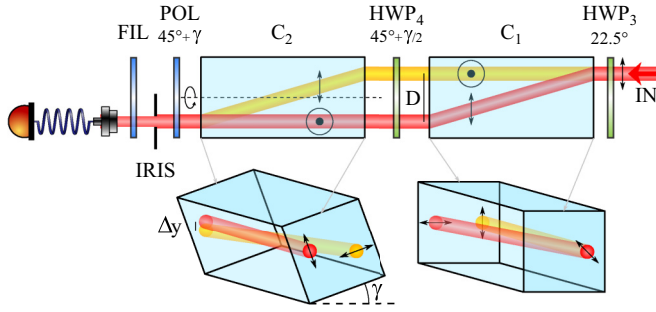 FIL
POL
45°+γ
C2
HWP4
45°+γ/2
C1
HWP3
22.5°
D
IN
IRIS
Δy
γ